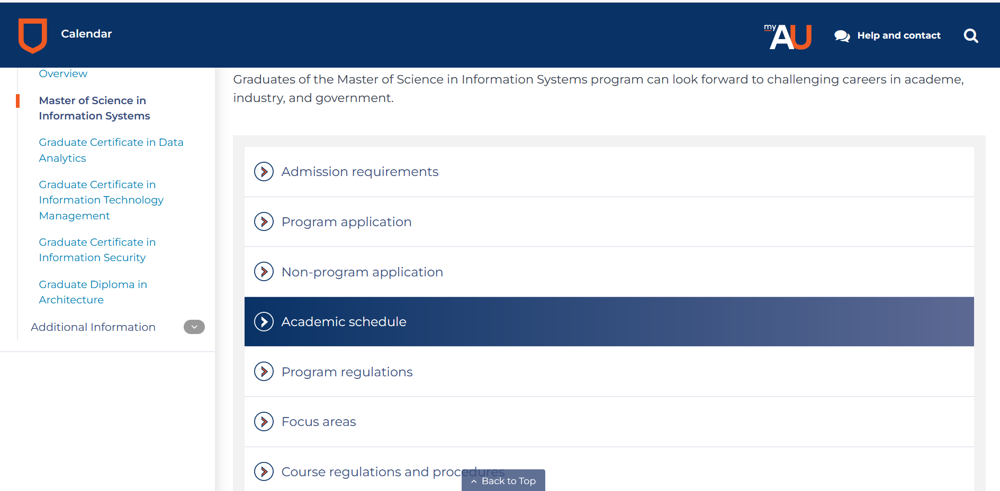 Calendar
my AU
Help and contact
Overview
Master of Science in
Information Systems
Graduate Certificate in Data
Analytics
Graduate Certificate in
Information Technology
Management
Graduate Certificate in
Information Security
Graduate Diploma in
Architecture
Additional Information
Graduates of the Master of Science in Information Systems program can look forward to challenging careers in academe,
industry, and government.
Admission requirements
Program application
Non-program application
Academic schedule
Program regulations
Focus areas
Course regulations and procedures
Back to Top